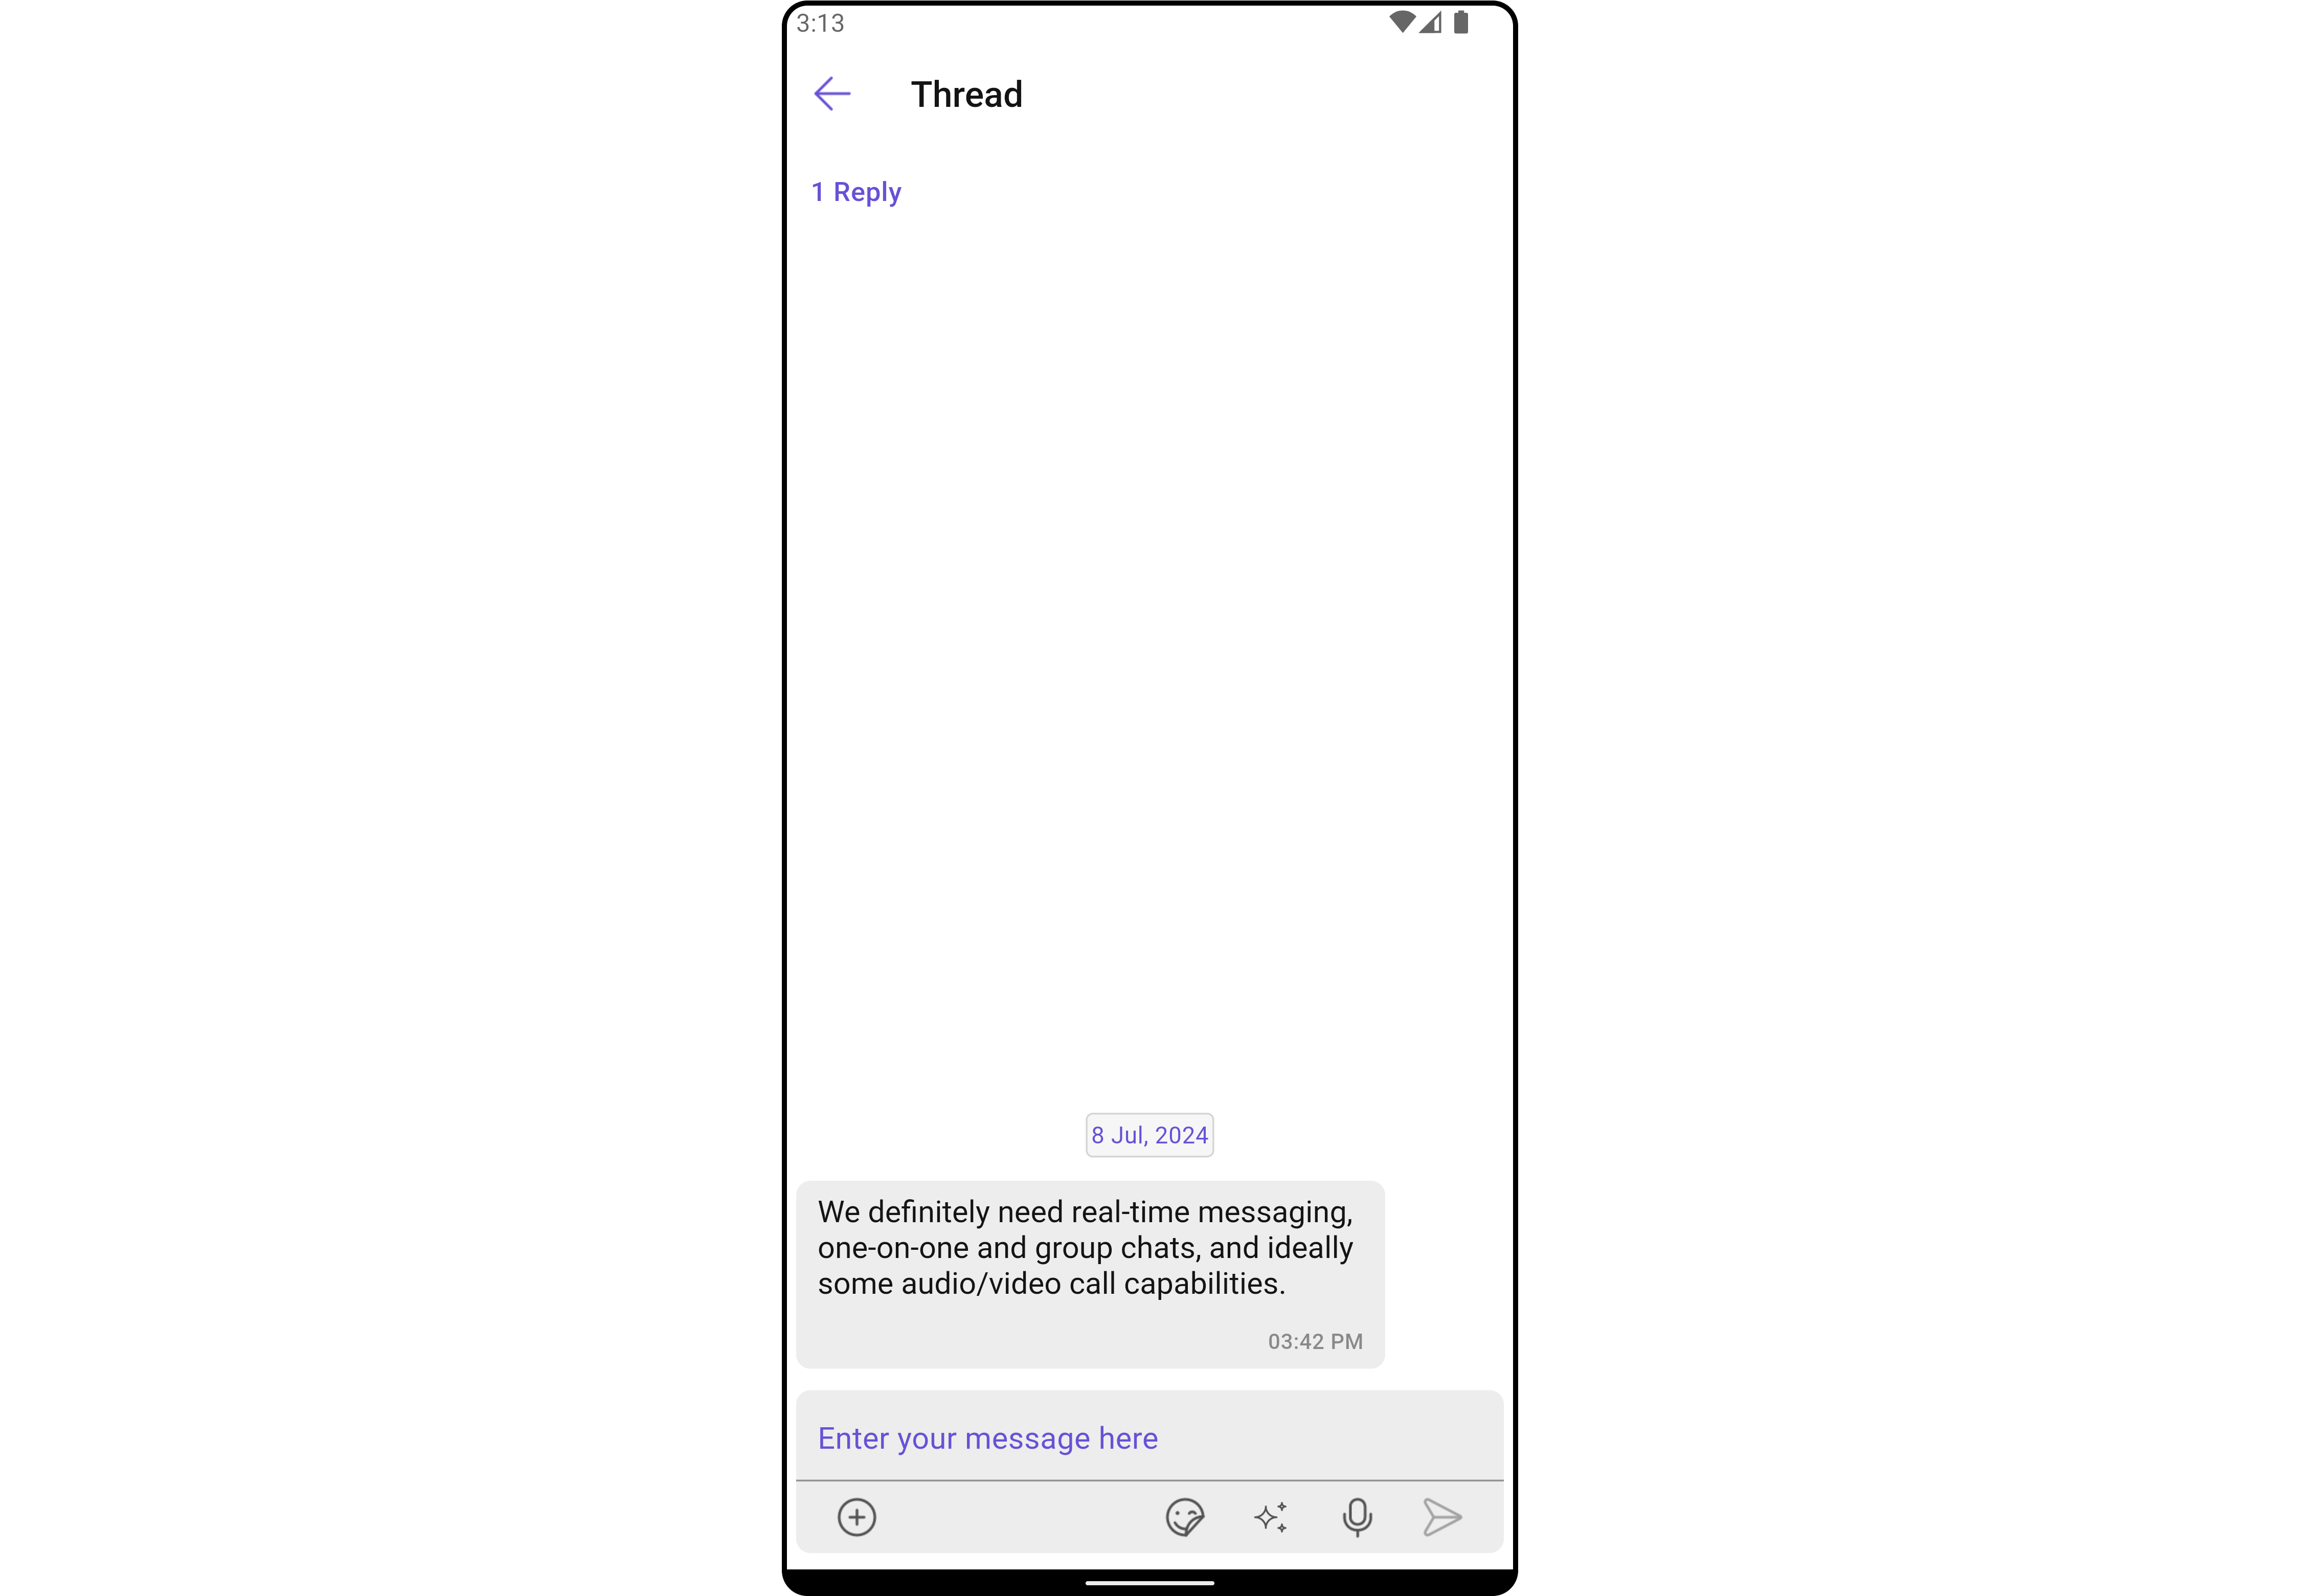 3:13
Thread
1 Reply
8 Jul, 2024
We definitely need real-time messaging,
one-on-one and group chats, and ideally
some audio/video call capabilities.
03:42 PM
Enter your message here